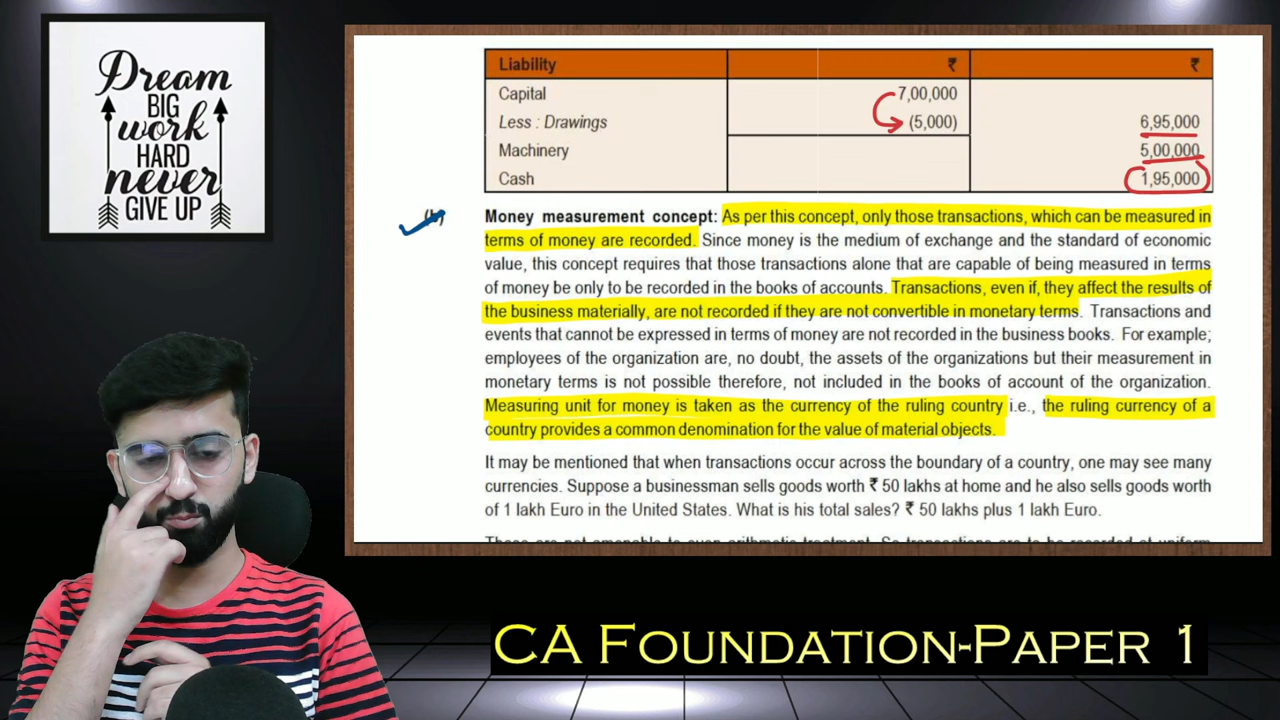 Dream
BIG
work
HARD
never
GIVE UP
Liability ₹ ₹
Capital 7,00,000
Less : Drawings (5,000) 6,95,000
Machinery 5,00,000
Cash 1,95,000
Money measurement concept: As per this concept, only those transactions, which can be measured in
terms of money are recorded. Since money is the medium of exchange and the standard of economic
value, this concept requires that those transactions alone that are capable of being measured in terms
of money be only to be recorded in the books of accounts. Transactions, even if, they affect the results of
the business materially, are not recorded if they are not convertible in monetary terms. Transactions and
events that cannot be expressed in terms of money are not recorded in the business books. For example;
employees of the organization are, no doubt, the assets of the organizations but their measurement in
monetary terms is not possible therefore, not included in the books of account of the organization.
Measuring unit for money is taken as the currency of the ruling country i.e., the ruling currency of a
country provides a common denomination for the value of material objects.
It may be mentioned that when transactions occur across the boundary of a country, one may see many
currencies. Suppose a businessman sells goods worth ₹ 50 lakhs at home and he also sells goods worth
of 1 lakh Euro in the United States. What is his total sales? ₹ 50 lakhs plus 1 lakh Euro.
CA FOUNDATION-PAPER 1